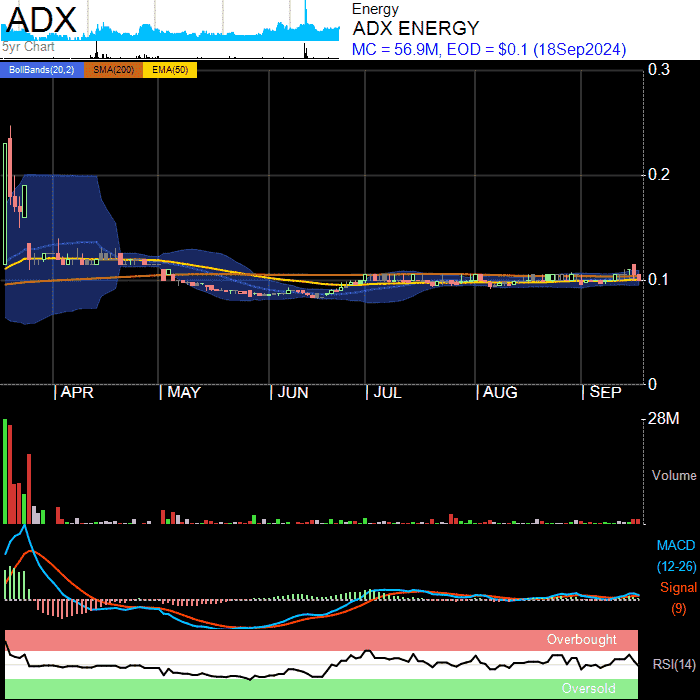 ADX
5yr Chart
Energy
ADX ENERGY
MC = 56.9M, EOD = $0.1 (18Sep2024)
BollBands(20,2) SMA(200) EMA(50)
0.3
0.2
0.1
0
APR MAY JUN JUL AUG SEP
28M
Volume
MACD
(12-26)
Signal
(9)
Overbought
RSI(14)
Oversold